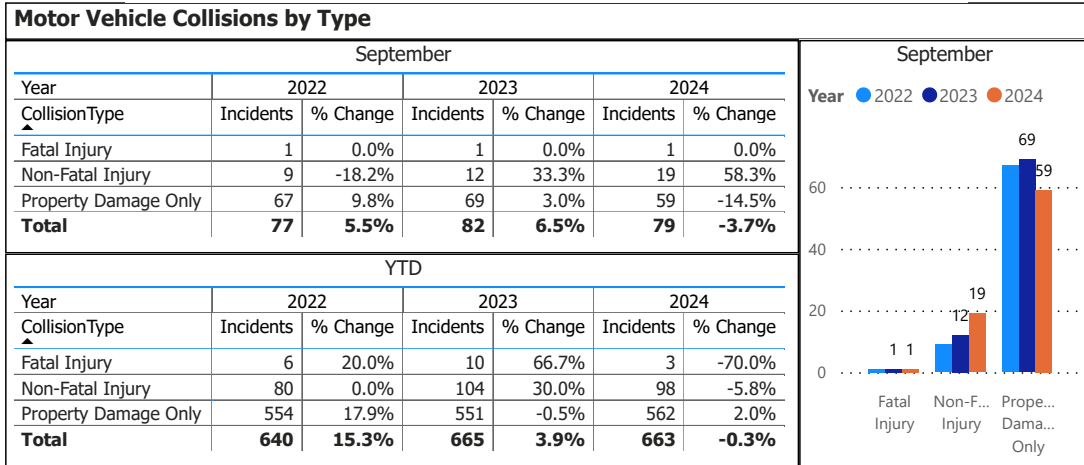 Motor Vehicle Collisions by Type
September
Year 2022 2023 2024
CollisionType Incidents % Change Incidents % Change Incidents % Change
Fatal Injury 1 0.0% 1 0.0% 1 0.0%
Non-Fatal Injury 9 -18.2% 12 33.3% 19 58.3%
Property Damage Only 67 9.8% 69 3.0% 59 -14.5%
Total 77 5.5% 82 6.5% 79 -3.7%
YTD
Year 2022 2023 2024
CollisionType Incidents % Change Incidents % Change Incidents % Change
Fatal Injury 6 20.0% 10 66.7% 3 -70.0%
Non-Fatal Injury 80 0.0% 104 30.0% 98 -5.8%
Property Damage Only 554 17.9% 551 -0.5% 562 2.0%
Total 640 15.3% 665 3.9% 663 -0.3%
September
Year 2022 2023 2024
69
59
60
40
19
20
12
1 1
0
Fatal Non-F... Prope...
Injury Injury Dama...
Only